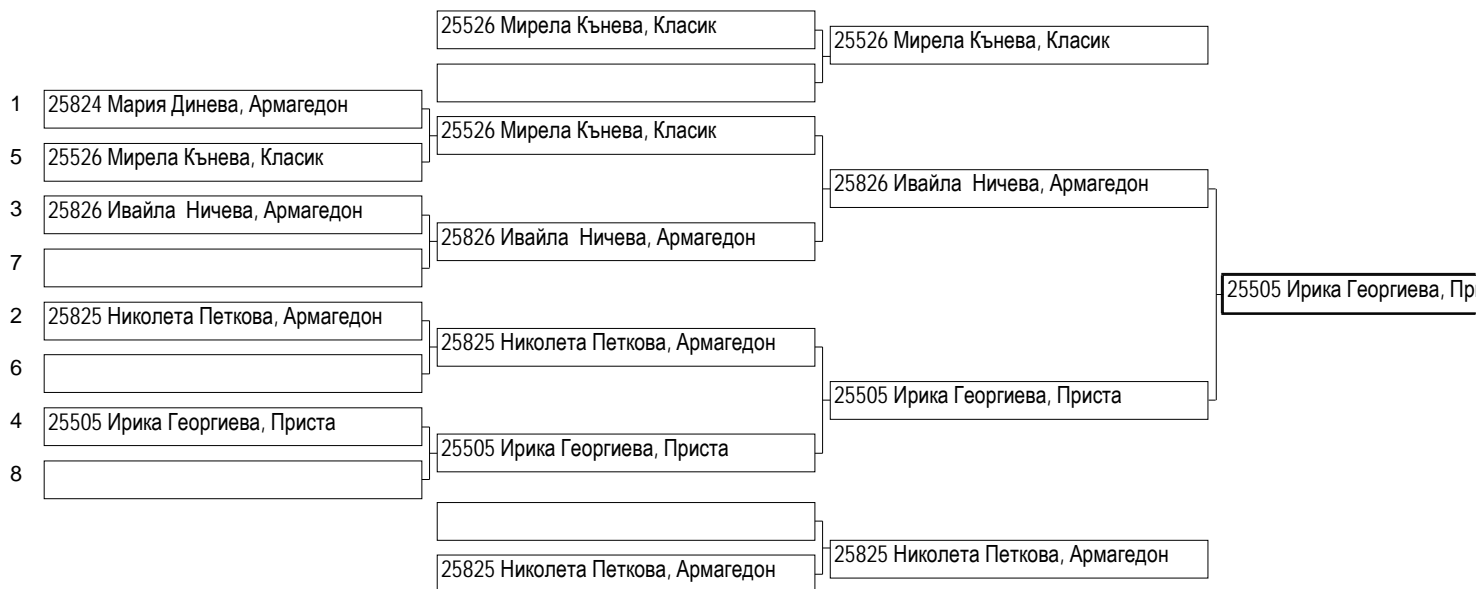 25526 Мирела Кънева, Класик
25526 Мирела Кънева, Класик
1 25824 Мария Динева, Армагедон
25526 Мирела Кънева, Класик
5 25526 Мирела Кънева, Класик
25826 Ивайла  Ничева, Армагедон
3 25826 Ивайла  Ничева, Армагедон
25826 Ивайла  Ничева, Армагедон
7
25505 Ирика Георгиева, Пр
2 25825 Николета Петкова, Армагедон
25825 Николета Петкова, Армагедон
6
25505 Ирика Георгиева, Приста
4 25505 Ирика Георгиева, Приста
25505 Ирика Георгиева, Приста
8
25825 Николета Петкова, Армагедон
25825 Николета Петкова, Армагедон